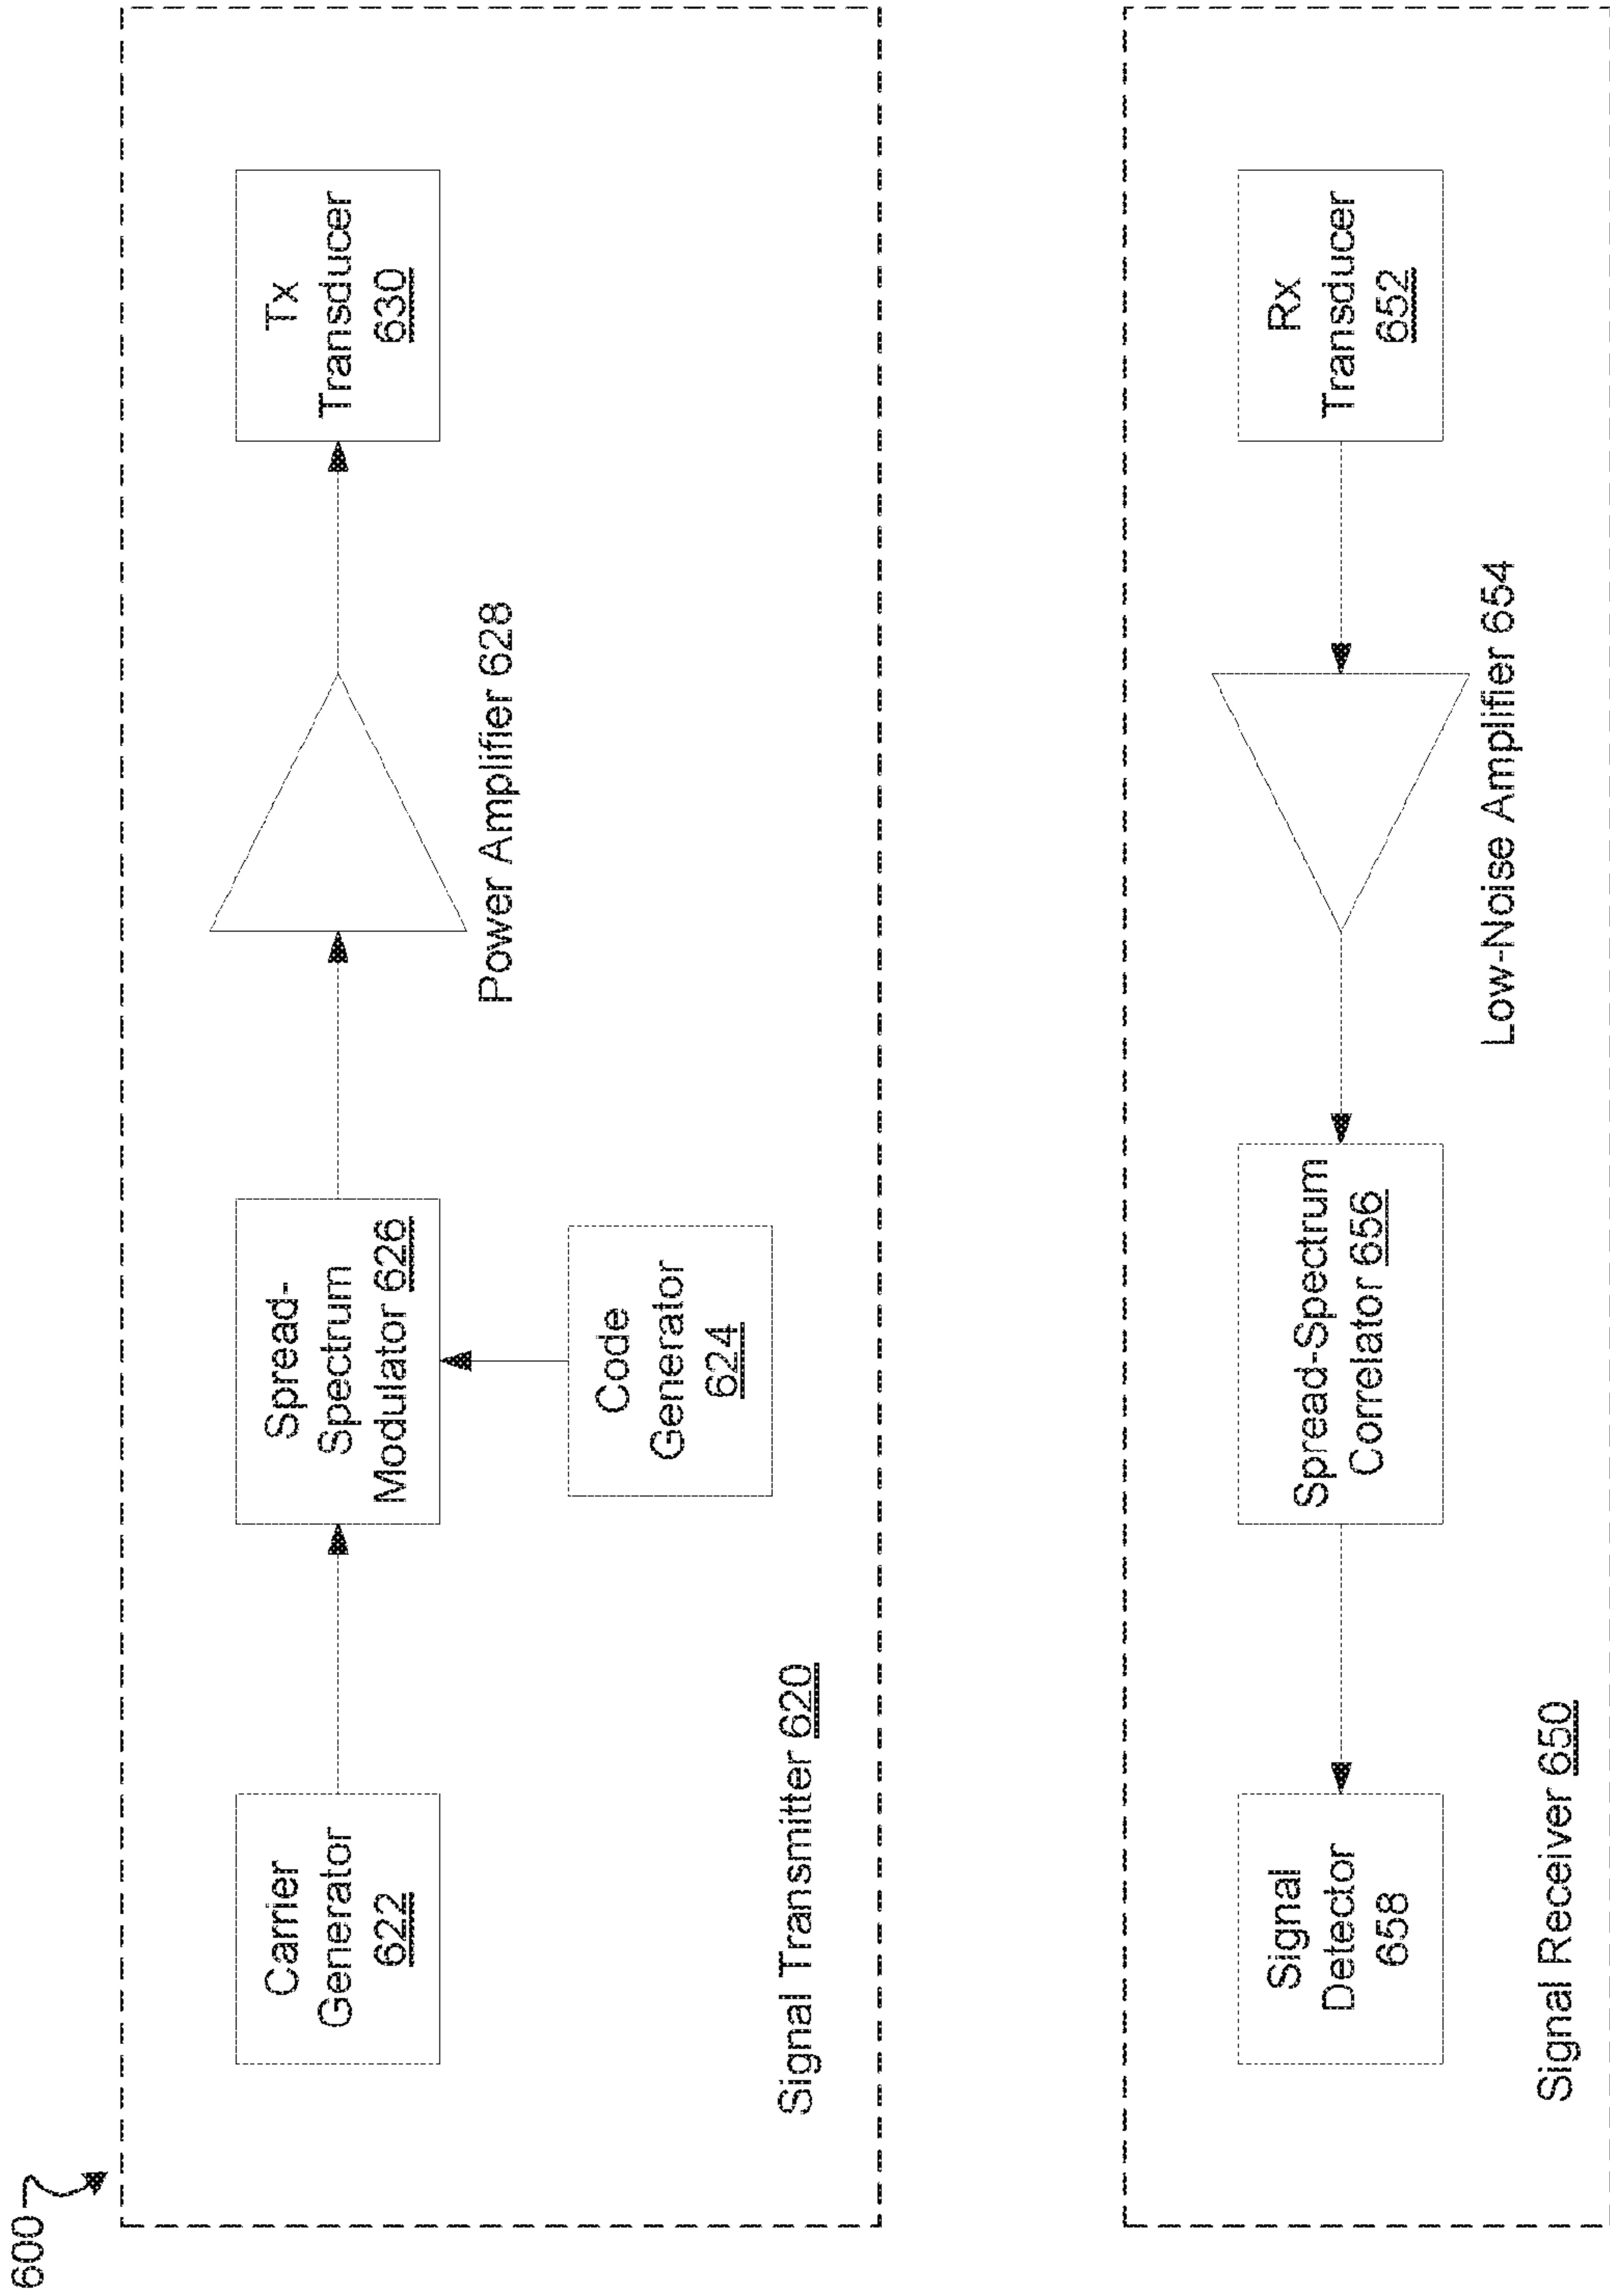 600
Carrier
Generator
622
Spread-
Spectrum
Modulator 626
Code
Generator
624
Power Amplifier 628
Tx
Transducer
630
Signal Transmitter 620
Signal
Detector
658
Spread-Spectrum
Correlator 656
Low-Noise Amplifier 654
Rx
Transducer
652
Signal Receiver 650